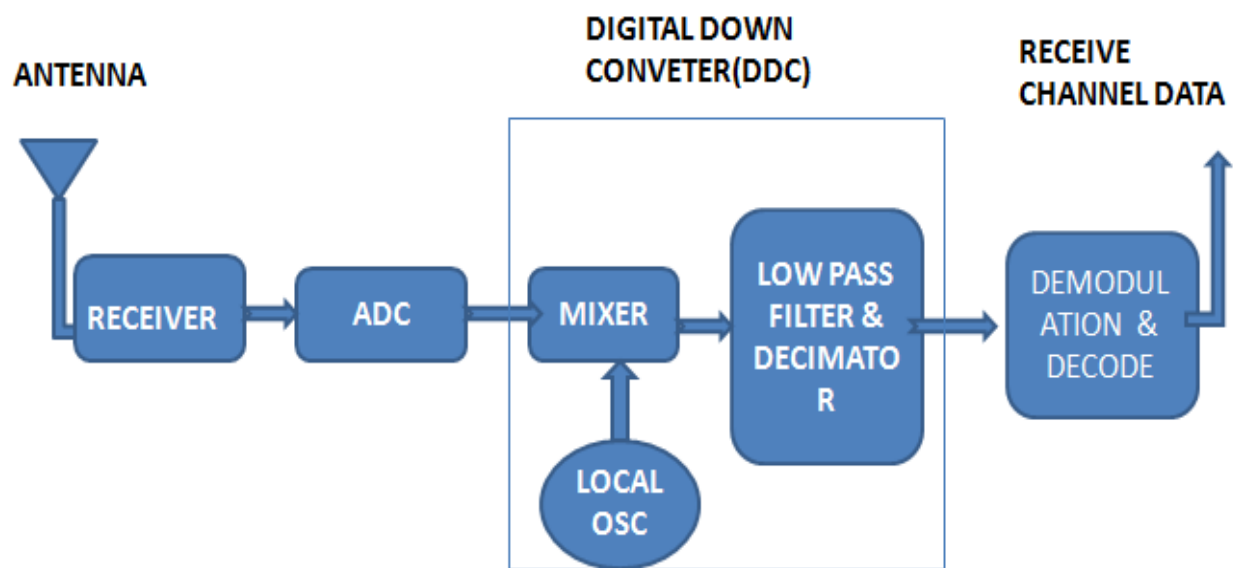 ANTENNA
DIGITAL DOWN
CONVETER(DDC)
RECEIVE
CHANNEL DATA
RECEIVER
ADC
MIXER
LOW PASS
FILTER &
DECIMATO
R
DEMODUL
ATION &
DECODE
LOCAL
OSC